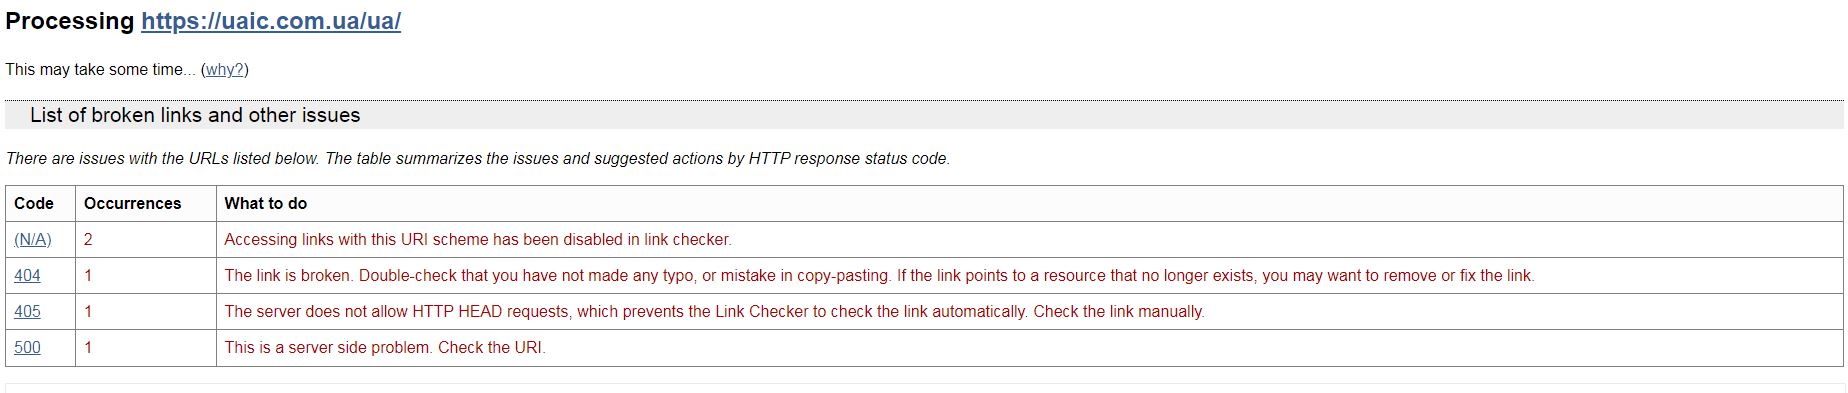 Processing https://uaic.com.ua/ua/
This may take some time... (why?)
List of broken links and other issues
There are issues with the URLs listed below. The table summarizes the issues and suggested actions by HTTP response status code.
Code Occurrences What to do
(N/A) 2 Accessing links with this URI scheme has been disabled in link checker.
404 1 The link is broken. Double-check that you have not made any typo, or mistake in copy-pasting. If the link points to a resource that no longer exists, you may want to remove or fix the link.
405 1 The server does not allow HTTP HEAD requests, which prevents the Link Checker to check the link automatically. Check the link manually.
500 1 This is a server side problem. Check the URI.